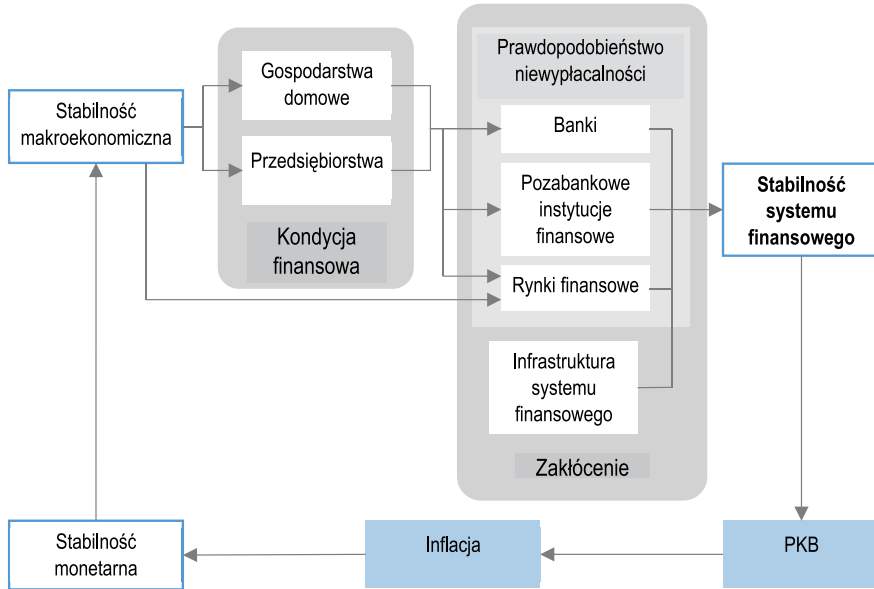 Stabilność
makroekonomiczna
Gospodarstwa
domowe
Przedsiębiorstwa
Kondycja
finansowa
Prawdopodobieństwo
niewypłacalności
Banki
Pozabankowe
instytucje
finansowe
Rynki finansowe
Infrastruktura
systemu
finansowego
Zakłócenie
Stabilność
systemu
finansowego
Stabilność
monetarna
Inflacja
PKB